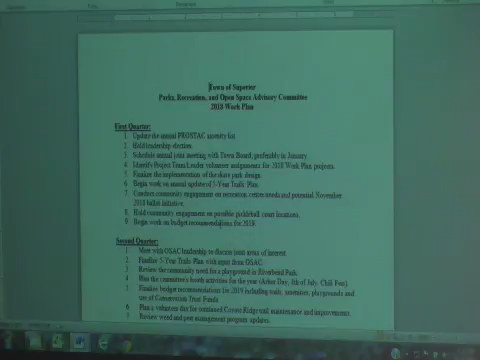 Town of Superior
Parks, Recreation, and Open Space Advisory Committee
2018 Work Plan
First Quarter:
1. Update the annual PROSTAC amenity list
2. Hold leadership election.
3. Schedule annual joint meeting with Town Board, preferably in January
4. Identify Project Team/Leader volunteer assignments for 2018 Work Plan projects.
5. Finalize the implementation of the skate park design.
6. Begin work on annual update of 5-Year Trails Plan.
7. Conduct community engagement on recreation center needs and potential November
2018 ballot initiative.
8. Hold community engagement on possible pickleball court locations.
9. Begin work on budget recommendations for 2018
Second Quarter:
1. Meet with OSAC leadership to discuss joint areas of interest
2. Finalize 5-Year Trails Plan with input from OSAC.
3. Review the community need for a playground in Riverbend Park.
4. Plan the committee's booth activities for the year (Arbor Day, 4th of July, Chili Fest)
5. Finalize budget recommendations for 2019 including trails, amenities, playgrounds and
use of Conservation Trust Funds.
6. Plan a volunteer day for continued Coyote Ridge trail maintenance and improvements.
7. Review weed and pest management program updates.